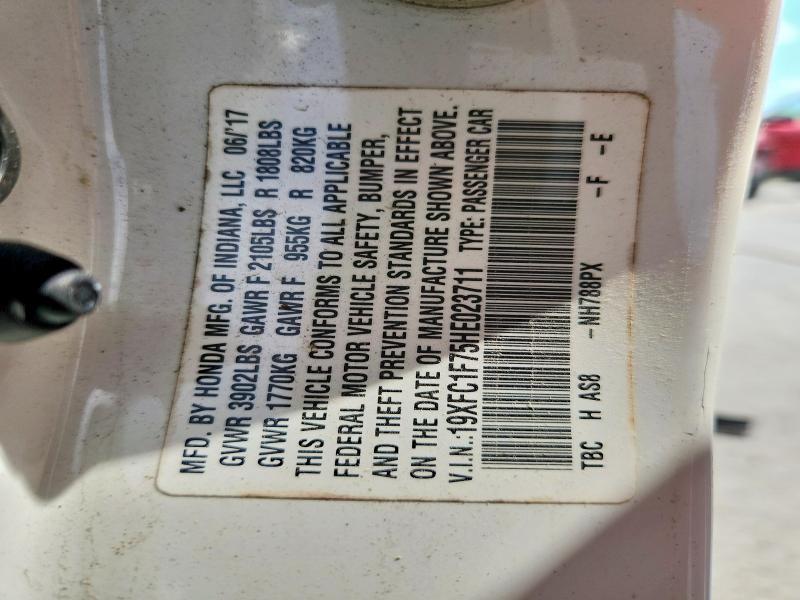 MFD. BY HONDA MFG. OF INDIANA, LLC 06/'17
GVWR 3902LBS GAWR F 2105LBS R 1808LBS
GVWR 1770KG GAWR F 955KG R 820KG
THIS VEHICLE CONFORMS TO ALL APPLICABLE
FEDERAL MOTOR VEHICLE SAFETY, BUMPER,
AND THEFT PREVENTION STANDARDS IN EFFECT
ON THE DATE OF MANUFACTURE SHOWN ABOVE.
V.I.N.:19XFC1F75HE023711 TYPE: PASSENGER CAR
TBC H AS8 -NH788PX -F -E